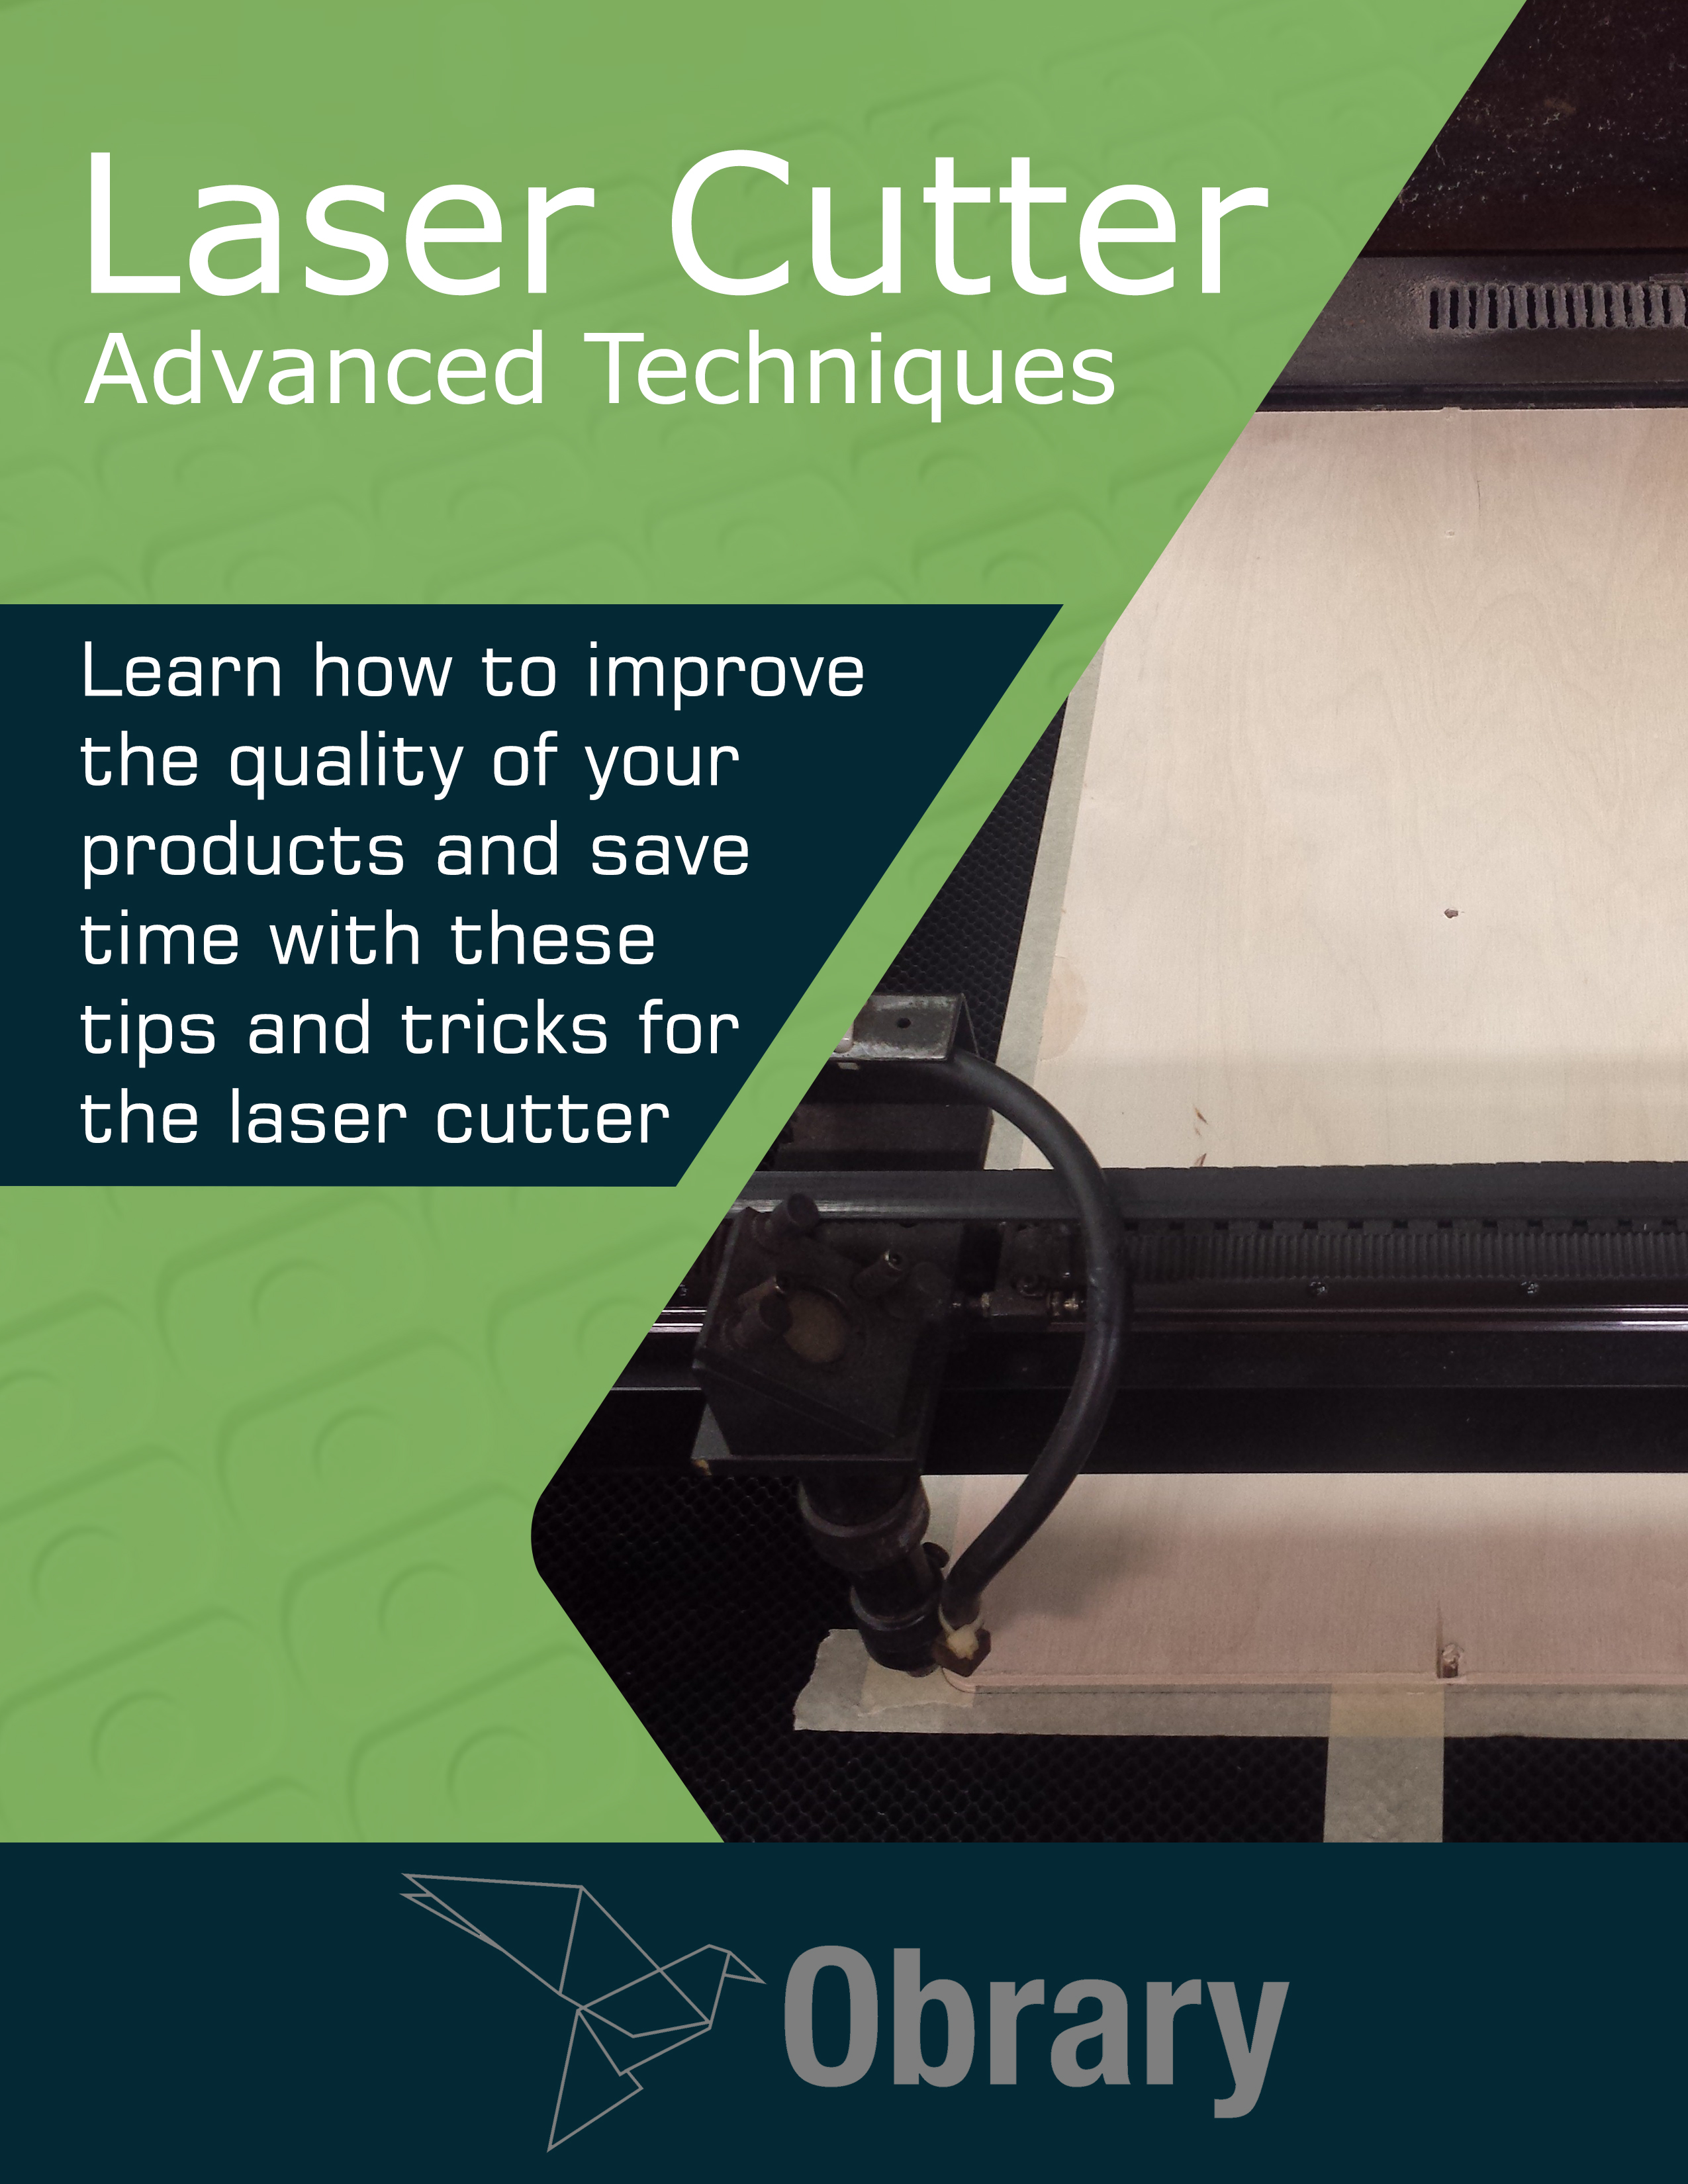 Laser Cutter
Advanced Techniques
Learn how to improve
the quality of your
products and save
time with these
tips and tricks for
the laser cutter
Obrary